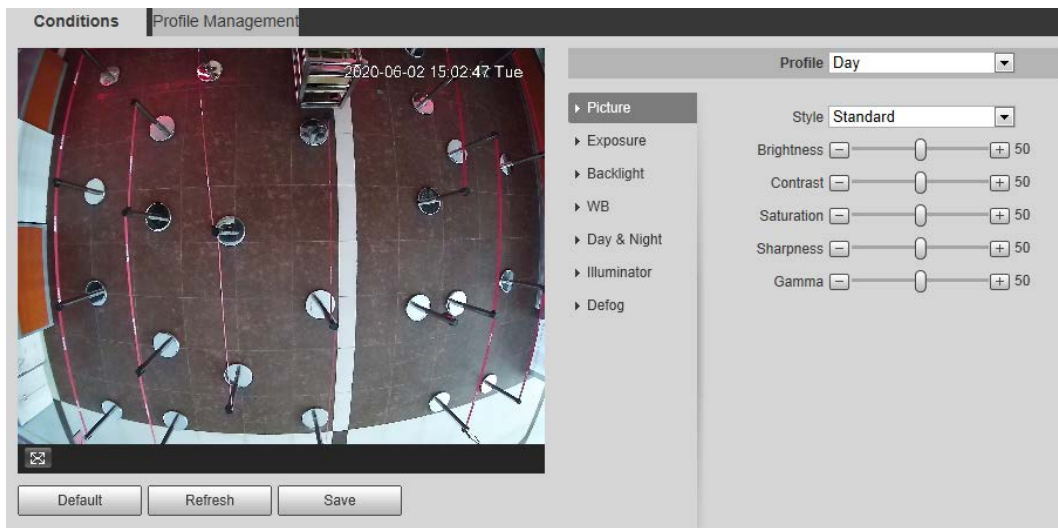 Conditions
Profile Management
2020-06-02 15:02:47 Tue
Profile Day
Picture
Exposure
Backlight
WB
Day & Night
Illuminator
Defog
Style Standard
Brightness 50
Contrast 50
Saturation 50
Sharpness 50
Gamma 50
Default
Refresh
Save